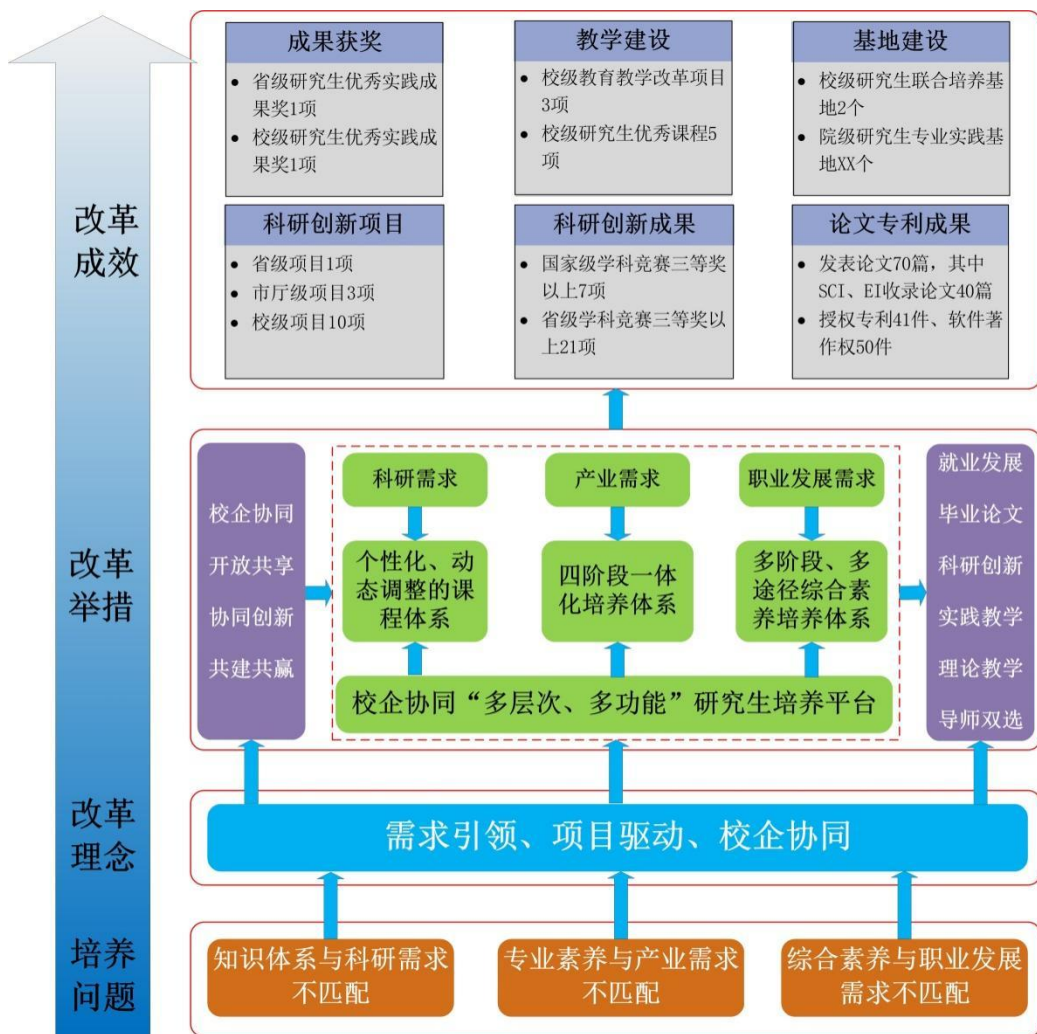 成果获奖
● 省级研究生优秀实践成
果奖1项
● 校级研究生优秀实践成
果奖1项
教学建设
● 校级教育教学改革项目
3项
● 校级研究生优秀课程5
项
基地建设
● 校级研究生联合培养基
地2个
● 院级研究生专业实践基
地XX个
改革
成效
科研创新项目
● 省级项目1项
● 市厅级项目3项
● 校级项目10项
科研创新成果
● 国家级学科竞赛三等奖
以上7项
● 省级学科竞赛三等奖以
上21项
论文专利成果
● 发表论文70篇，其中
SCI、EI收录论文40篇
● 授权专利41件、软件著
作权50件
改革
举措
校企协同
开放共享
协同创新
共建共赢
科研需求
产业需求
职业发展需求
个性化、动
态调整的课
程体系
四阶段一体
化培养体系
多阶段、多
途径综合素
养培养体系
校企协同“多层次、多功能”研究生培养平台
就业发展
毕业论文
科研创新
实践教学
理论教学
导师双选
改革
理念
需求引领、项目驱动、校企协同
培养
问题
知识体系与科研需求
不匹配
专业素养与产业需求
不匹配
综合素养与职业发展
需求不匹配